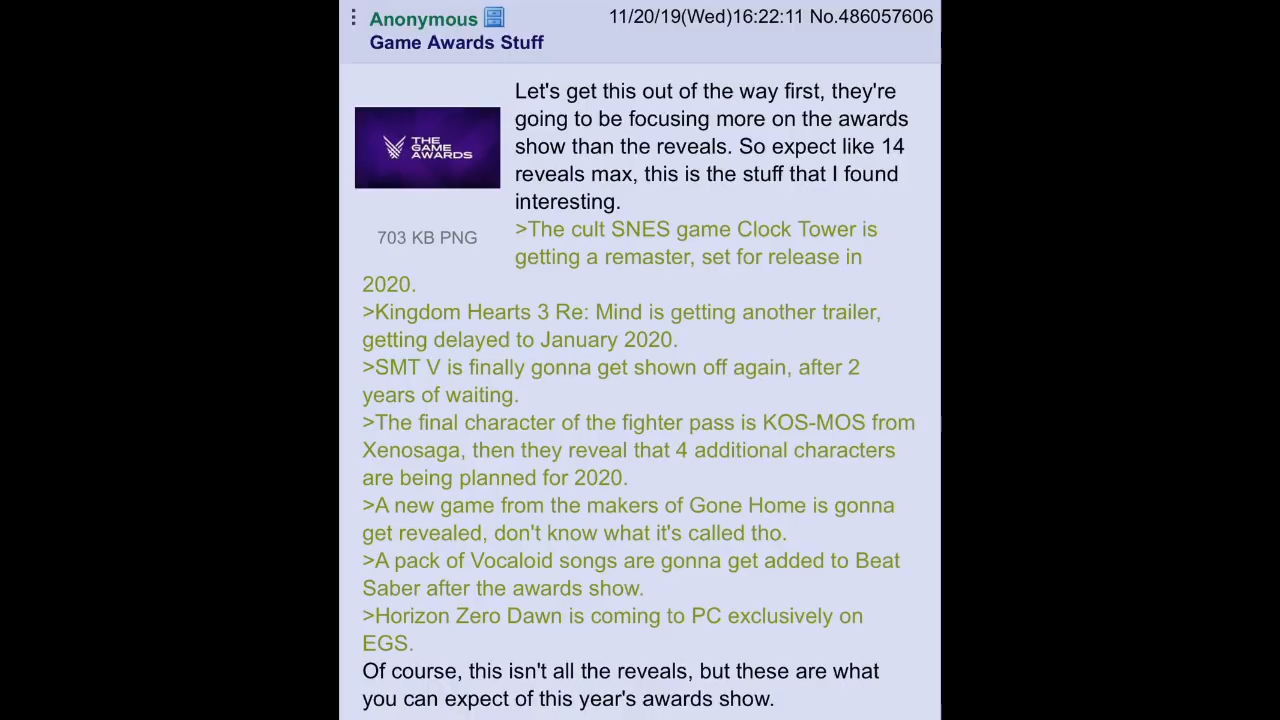 Anonymous
11/20/19(Wed)16:22:11 No.486057606
Game Awards Stuff
THE
GAME
AWARDS
703 KB PNG
Let's get this out of the way first, they're
going to be focusing more on the awards
show than the reveals. So expect like 14
reveals max, this is the stuff that I found
interesting.
>The cult SNES game Clock Tower is
getting a remaster, set for release in
2020.
>Kingdom Hearts 3 Re: Mind is getting another trailer,
getting delayed to January 2020.
>SMT V is finally gonna get shown off again, after 2
years of waiting.
>The final character of the fighter pass is KOS-MOS from
Xenosaga, then they reveal that 4 additional characters
are being planned for 2020.
>A new game from the makers of Gone Home is gonna
get revealed, don't know what it's called tho.
>A pack of Vocaloid songs are gonna get added to Beat
Saber after the awards show.
>Horizon Zero Dawn is coming to PC exclusively on
EGS.
Of course, this isn't all the reveals, but these are what
you can expect of this year's awards show.